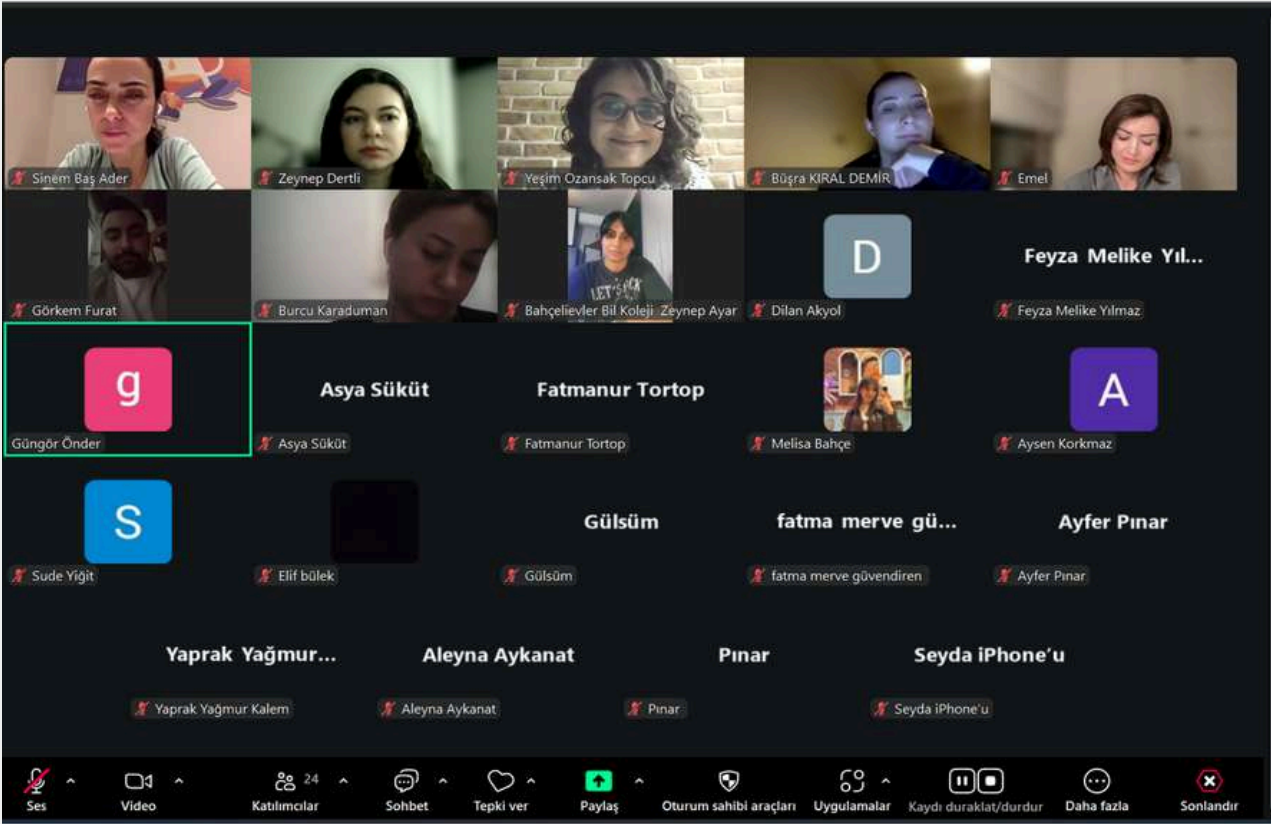 Sinem Baş Ader
Zeynep Dertli
Yeşim Ozansak Topcu
Büşra KIRAL DEMİR
Emel
LET'S
Görkem Furat
Burcu Karaduman
Bahçelievler Bil Koleji Zeynep Ayar
D
Dilan Akyol
Feyza Melike Yıl...
Feyza Melike Yılmaz
g
Güngör Önder
Asya Süküt
Asya Süküt
Fatmanur Tortop
Fatmanur Tortop
Melisa Bahçe
A
Aysen Korkmaz
S
Sude Yiğit
Elif bülek
Gülsüm
Gülsüm
fatma merve gü...
fatma merve güvendiren
Ayfer Pınar
Ayfer Pınar
Yaprak Yağmur...
Yaprak Yağmur Kalem
Aleyna Aykanat
Aleyna Aykanat
Pınar
Pınar
Seyda iPhone'u
Seyda iPhone'u
Ses
Video
24
Katılımcılar
Sohbet
Tepki ver
Paylaş
Oturum sahibi araçları
Uygulamalar
Kaydı duraklat/durdur
Daha fazla
Sonlandır